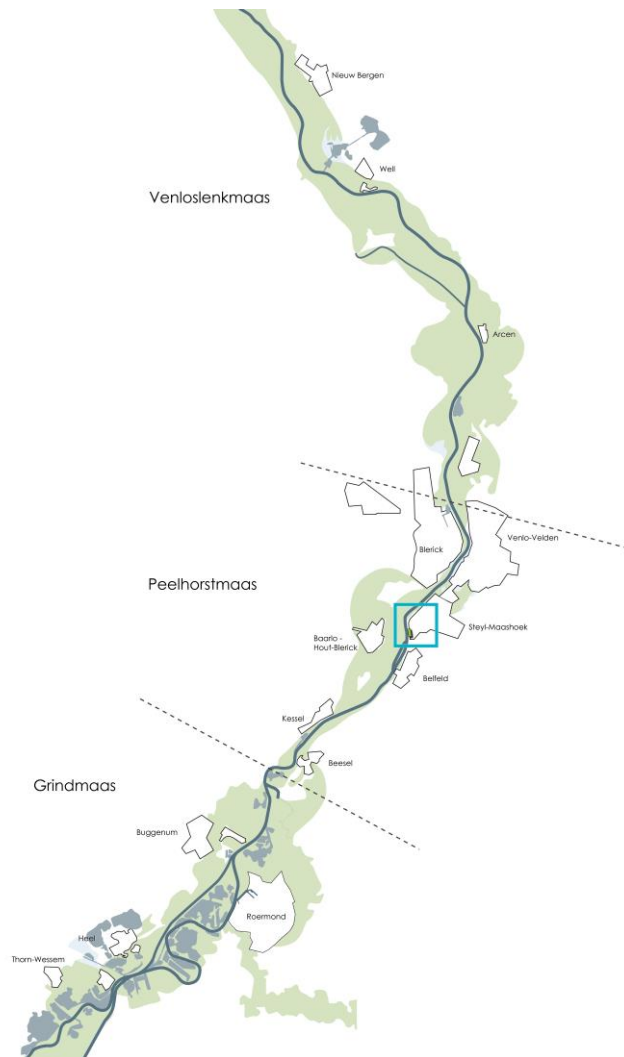 Nieuw Bergen
Well
Venloslenkmaas
Arcen
Venlo-Velden
Blerick
Peelhorstmaas
Steyl-Maashoek
Baarlo -
Hout-Blerick
Belfeld
Kessel
Beesel
Grindmaas
Buggenum
Roermond
Heel
Thorn-Wessem